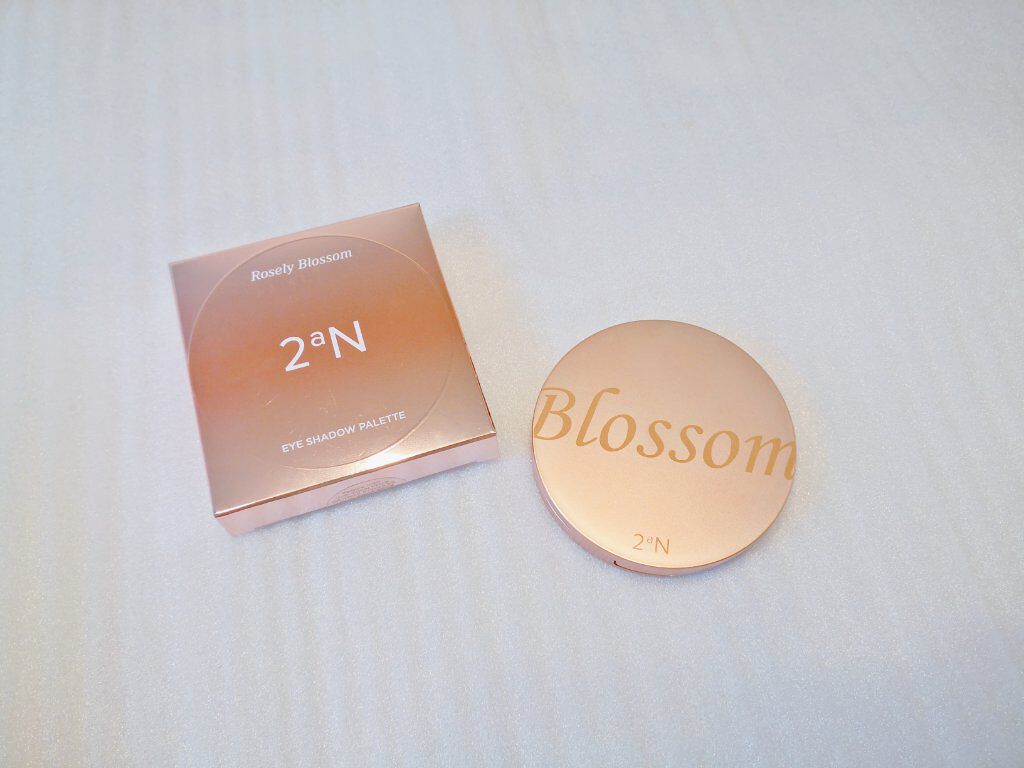 Rosely Blossom
2aN
EYE SHADOW PALETTE
Blossom
2aN